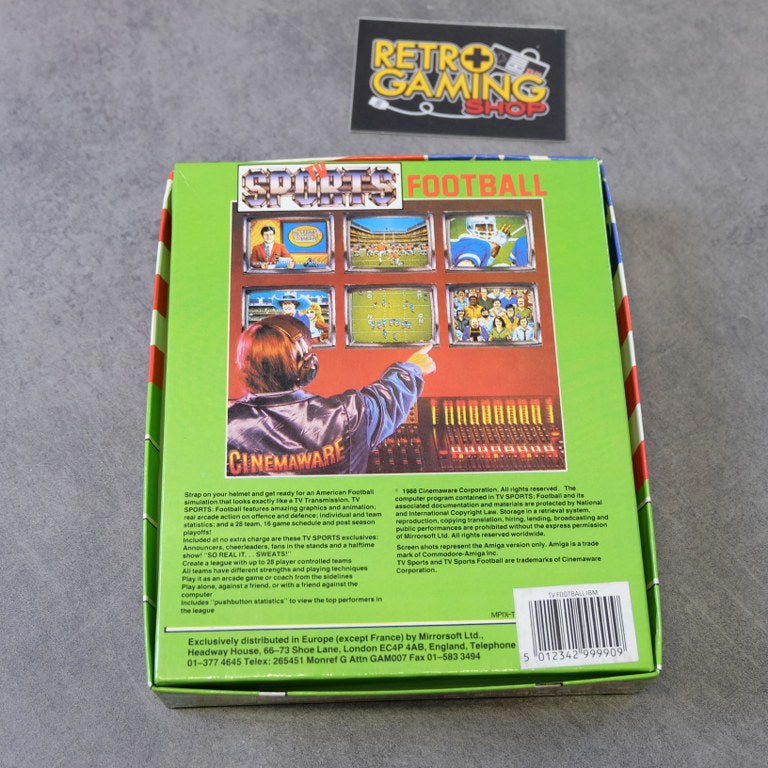 RETRO
GAMING
SHOP
TV
SPORTS FOOTBALL
CINEMAWARE
Strap on your helmet and get ready for an American Football
simulation that looks exactly like a TV Transmission. TV
SPORTS: Football features amazing graphics and animation;
real arcade action on offence and defence; individual and team
statistics; and a 28 team, 16 game schedule and post season
playoffs!
Included at no extra charge are these TV SPORTS exclusives:
Announcers, cheerleaders, fans in the stands and a halftime
show! "SO REAL IT. . . SWEATS!"
Create a league with up to 28 player controlled teams
All teams have different strengths and playing techniques
Play it as an arcade game or coach from the sidelines
Play alone, against a friend, or with a friend against the
computer
Includes "pushbutton statistics" to view the top performers in
the league
© 1988 Cinemaware Corporation. All rights reserved. The
computer program contained in TV SPORTS: Football and its
associated documentation and materials are protected by National
and International Copyright Law. Storage in a retrieval system,
reproduction, copying translation, hiring, lending, broadcasting and
public performances are prohibited without the express permission
of Mirrorsoft Ltd. All rights reserved worldwide.
Screen shots represent the Amiga version only. Amiga is a trade
mark of Commodore-Amiga Inc.
TV Sports and TV Sports Football are trademarks of Cinemaware
Corporation.
MPIX-T
TV FOOTBALL IBM
5 012342 999909
Exclusively distributed in Europe (except France) by Mirrorsoft Ltd.,
Headway House, 66–73 Shoe Lane, London EC4P 4AB, England, Telephone
01–377 4645 Telex: 265451 Monref G Attn GAM007 Fax 01–583 3494